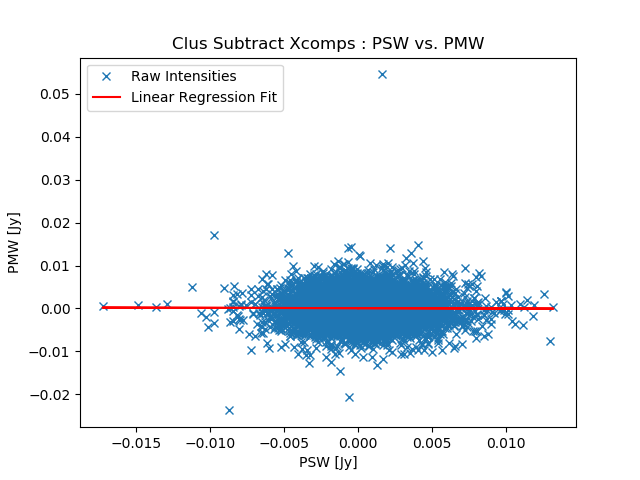 Clus Subtract Xcomps : PSW vs. PMW
Raw Intensities
Linear Regression Fit
PMW [Jy]
0.05
0.04
0.03
0.02
0.01
0.00
−0.01
−0.02
−0.015
−0.010
−0.005
0.000
0.005
0.010
PSW [Jy]